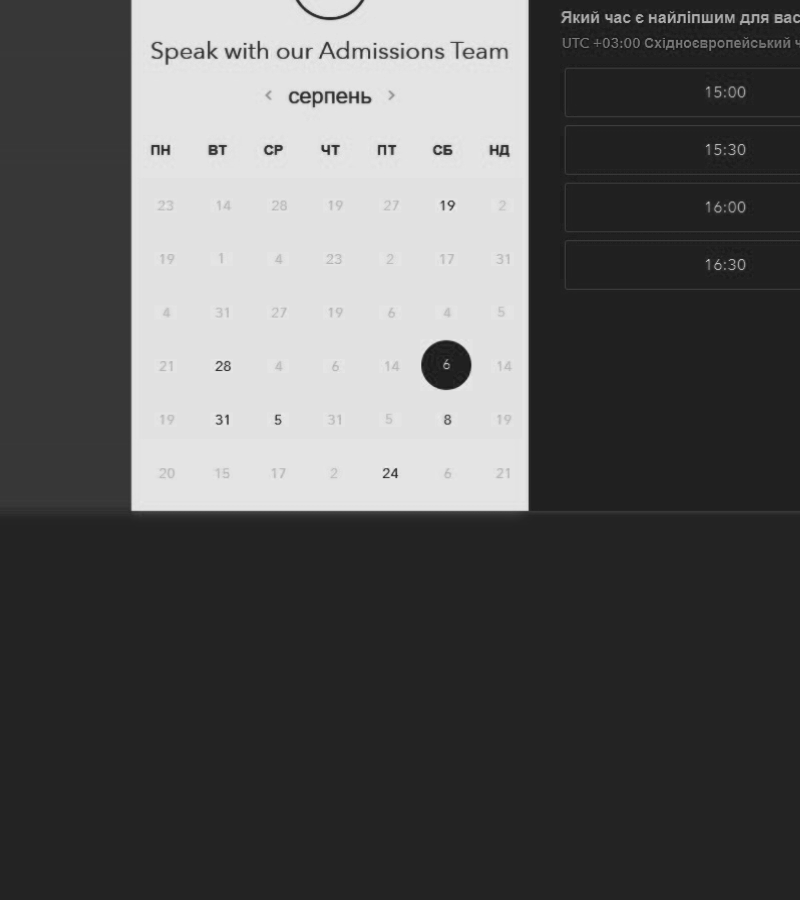 Speak with our Admissions Team
< серпень >
ПН ВТ СР ЧТ ПТ СБ НД
23 14 28 19 27 19 2
19 1 4 23 2 17 31
4 31 27 19 6 4 5
21 28 4 6 14 6 14
19 31 5 31 5 8 19
20 15 17 2 24 6 21
Який час є найліпшим для вас
UTC +03:00 Східноєвропейський ч
15:00
15:30
16:00
16:30